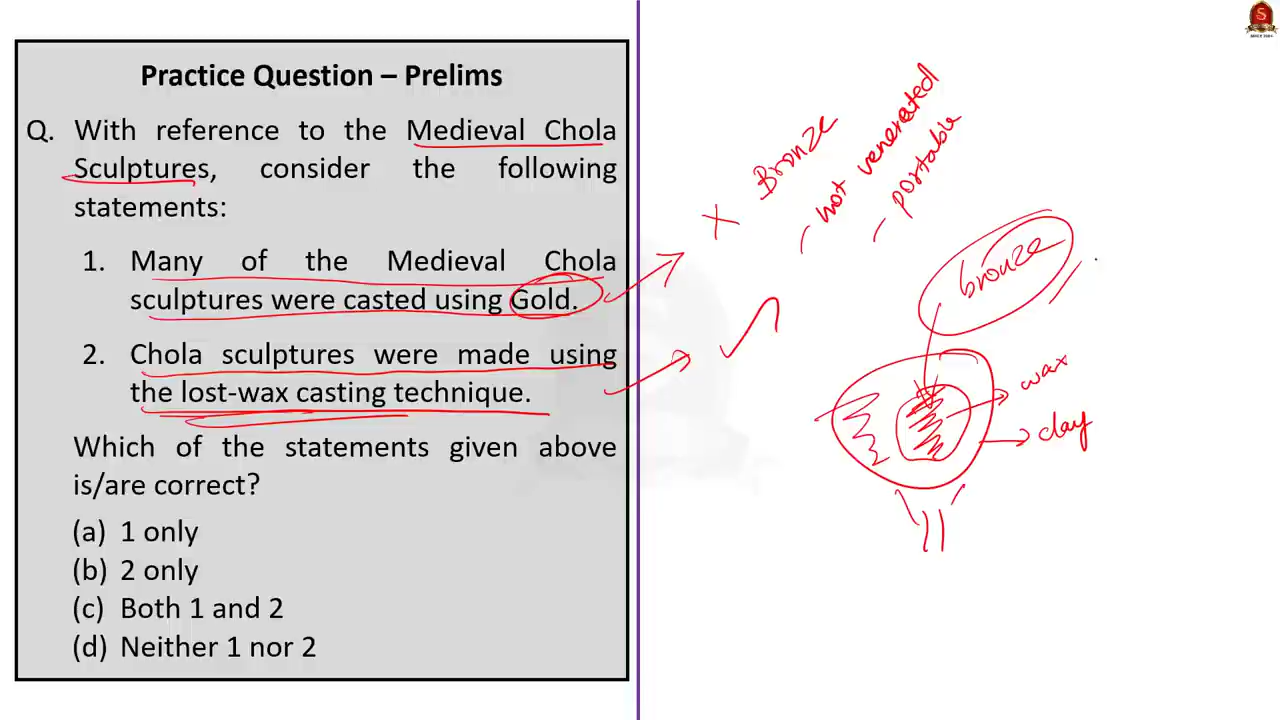 Practice Question – Prelims
Q. With reference to the Medieval Chola
Sculptures, consider the following
statements:
1. Many of the Medieval Chola
sculptures were casted using Gold.
2. Chola sculptures were made using
the lost-wax casting technique.
Which of the statements given above
is/are correct?
(a) 1 only
(b) 2 only
(c) Both 1 and 2
(d) Neither 1 nor 2
X Bronze
- not venerated
- portable
bronze
wax
clay
S